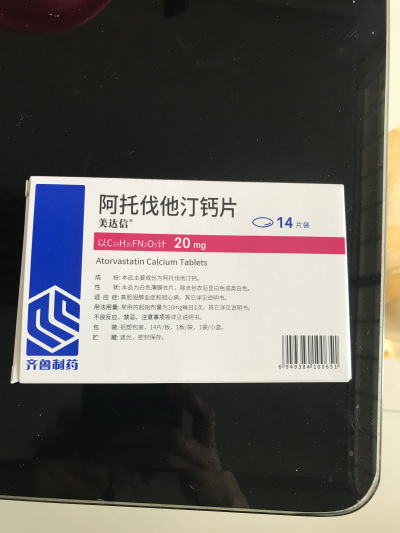 阿托伐他汀钙片
美达信®
14片装
以C₃₃H₃₅FN₂O₅计 20 mg
Atorvastatin Calcium Tablets
成 份：本品主要成份为阿托伐他汀钙。
性 状：本品为白色薄膜衣片，除去包衣后显白色或类白色。
适 应 症：高胆固醇血症和冠心病，其它详见说明书。
用法用量：常用的起始剂量为10mg每日1次，其它详见说明书。
不良反应、禁忌、注意事项等详见说明书。
包 装：铝塑包装，14片/板，1板/袋，1袋/小盒。
贮 藏：遮光，密封保存。
齐鲁制药
6 949384 100651